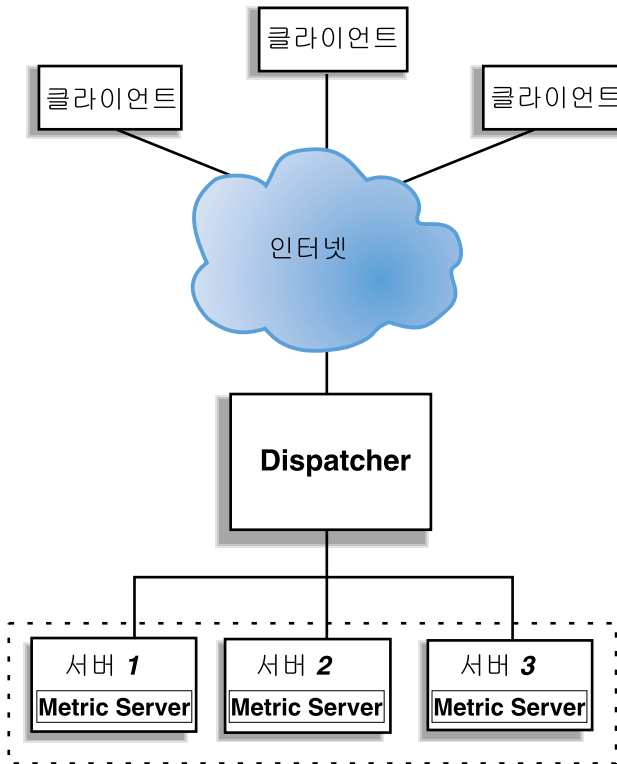 클라이언트
클라이언트
클라이언트
인터넷
Dispatcher
서버 1
Metric Server
서버 2
Metric Server
서버 3
Metric Server